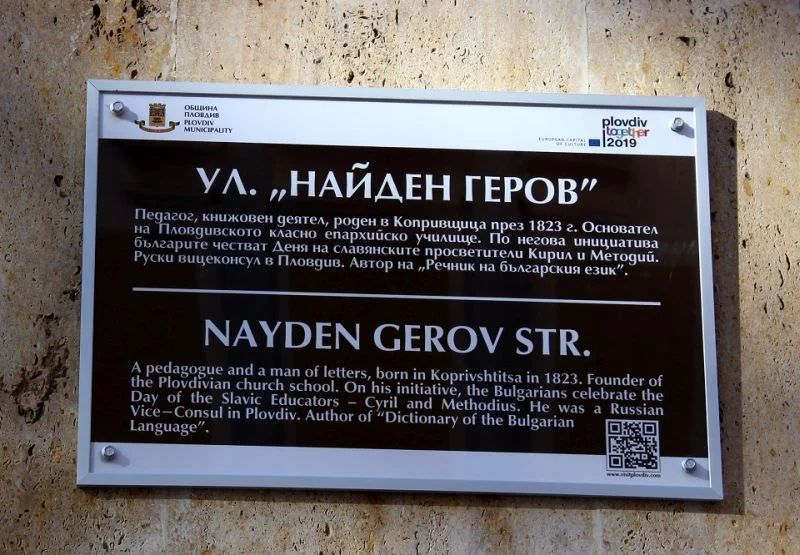 ОБЩИНА
ПЛОВДИВ
PLOVDIV
MUNICIPALITY
EUROPEAN CAPITAL
OF CULTURE
plovdiv
together
2019
УЛ. „НАЙДЕН ГЕРОВ”
Педагог, книжовен деятел, роден в Копривщица през 1823 г. Основател
на Пловдивското класно епархийско училище. По негова инициатива
българите честват Деня на славянските просветители Кирил и Методий.
Руски вицеконсул в Пловдив. Автор на „Речник на българския език”.
NAYDEN GEROV STR.
A pedagogue and a man of letters, born in Koprivshtitsa in 1823. Founder of
the Plovdivian church school. On his initiative, the Bulgarians celebrate the
Day of the Slavic Educators – Cyril and Methodius. He was a Russian
Vice–Consul in Plovdiv. Author of “Dictionary of the Bulgarian
Language”.
www.visitplovdiv.com